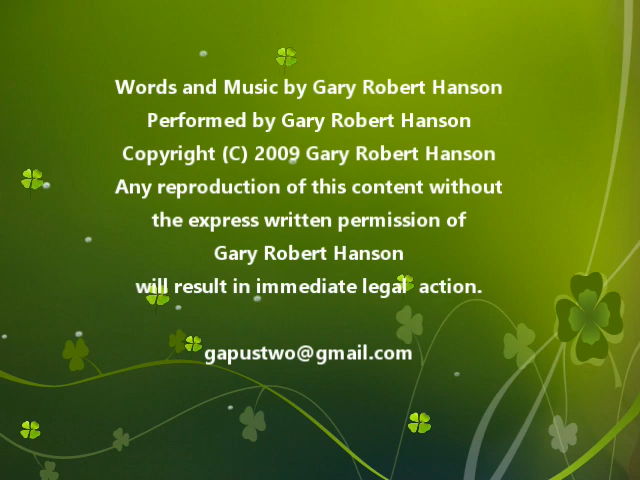 Words and Music by Gary Robert Hanson
Performed by Gary Robert Hanson
Copyright (C) 2009 Gary Robert Hanson
Any reproduction of this content without
the express written permission of
Gary Robert Hanson
will result in immediate legal  action.
gapustwo@gmail.com